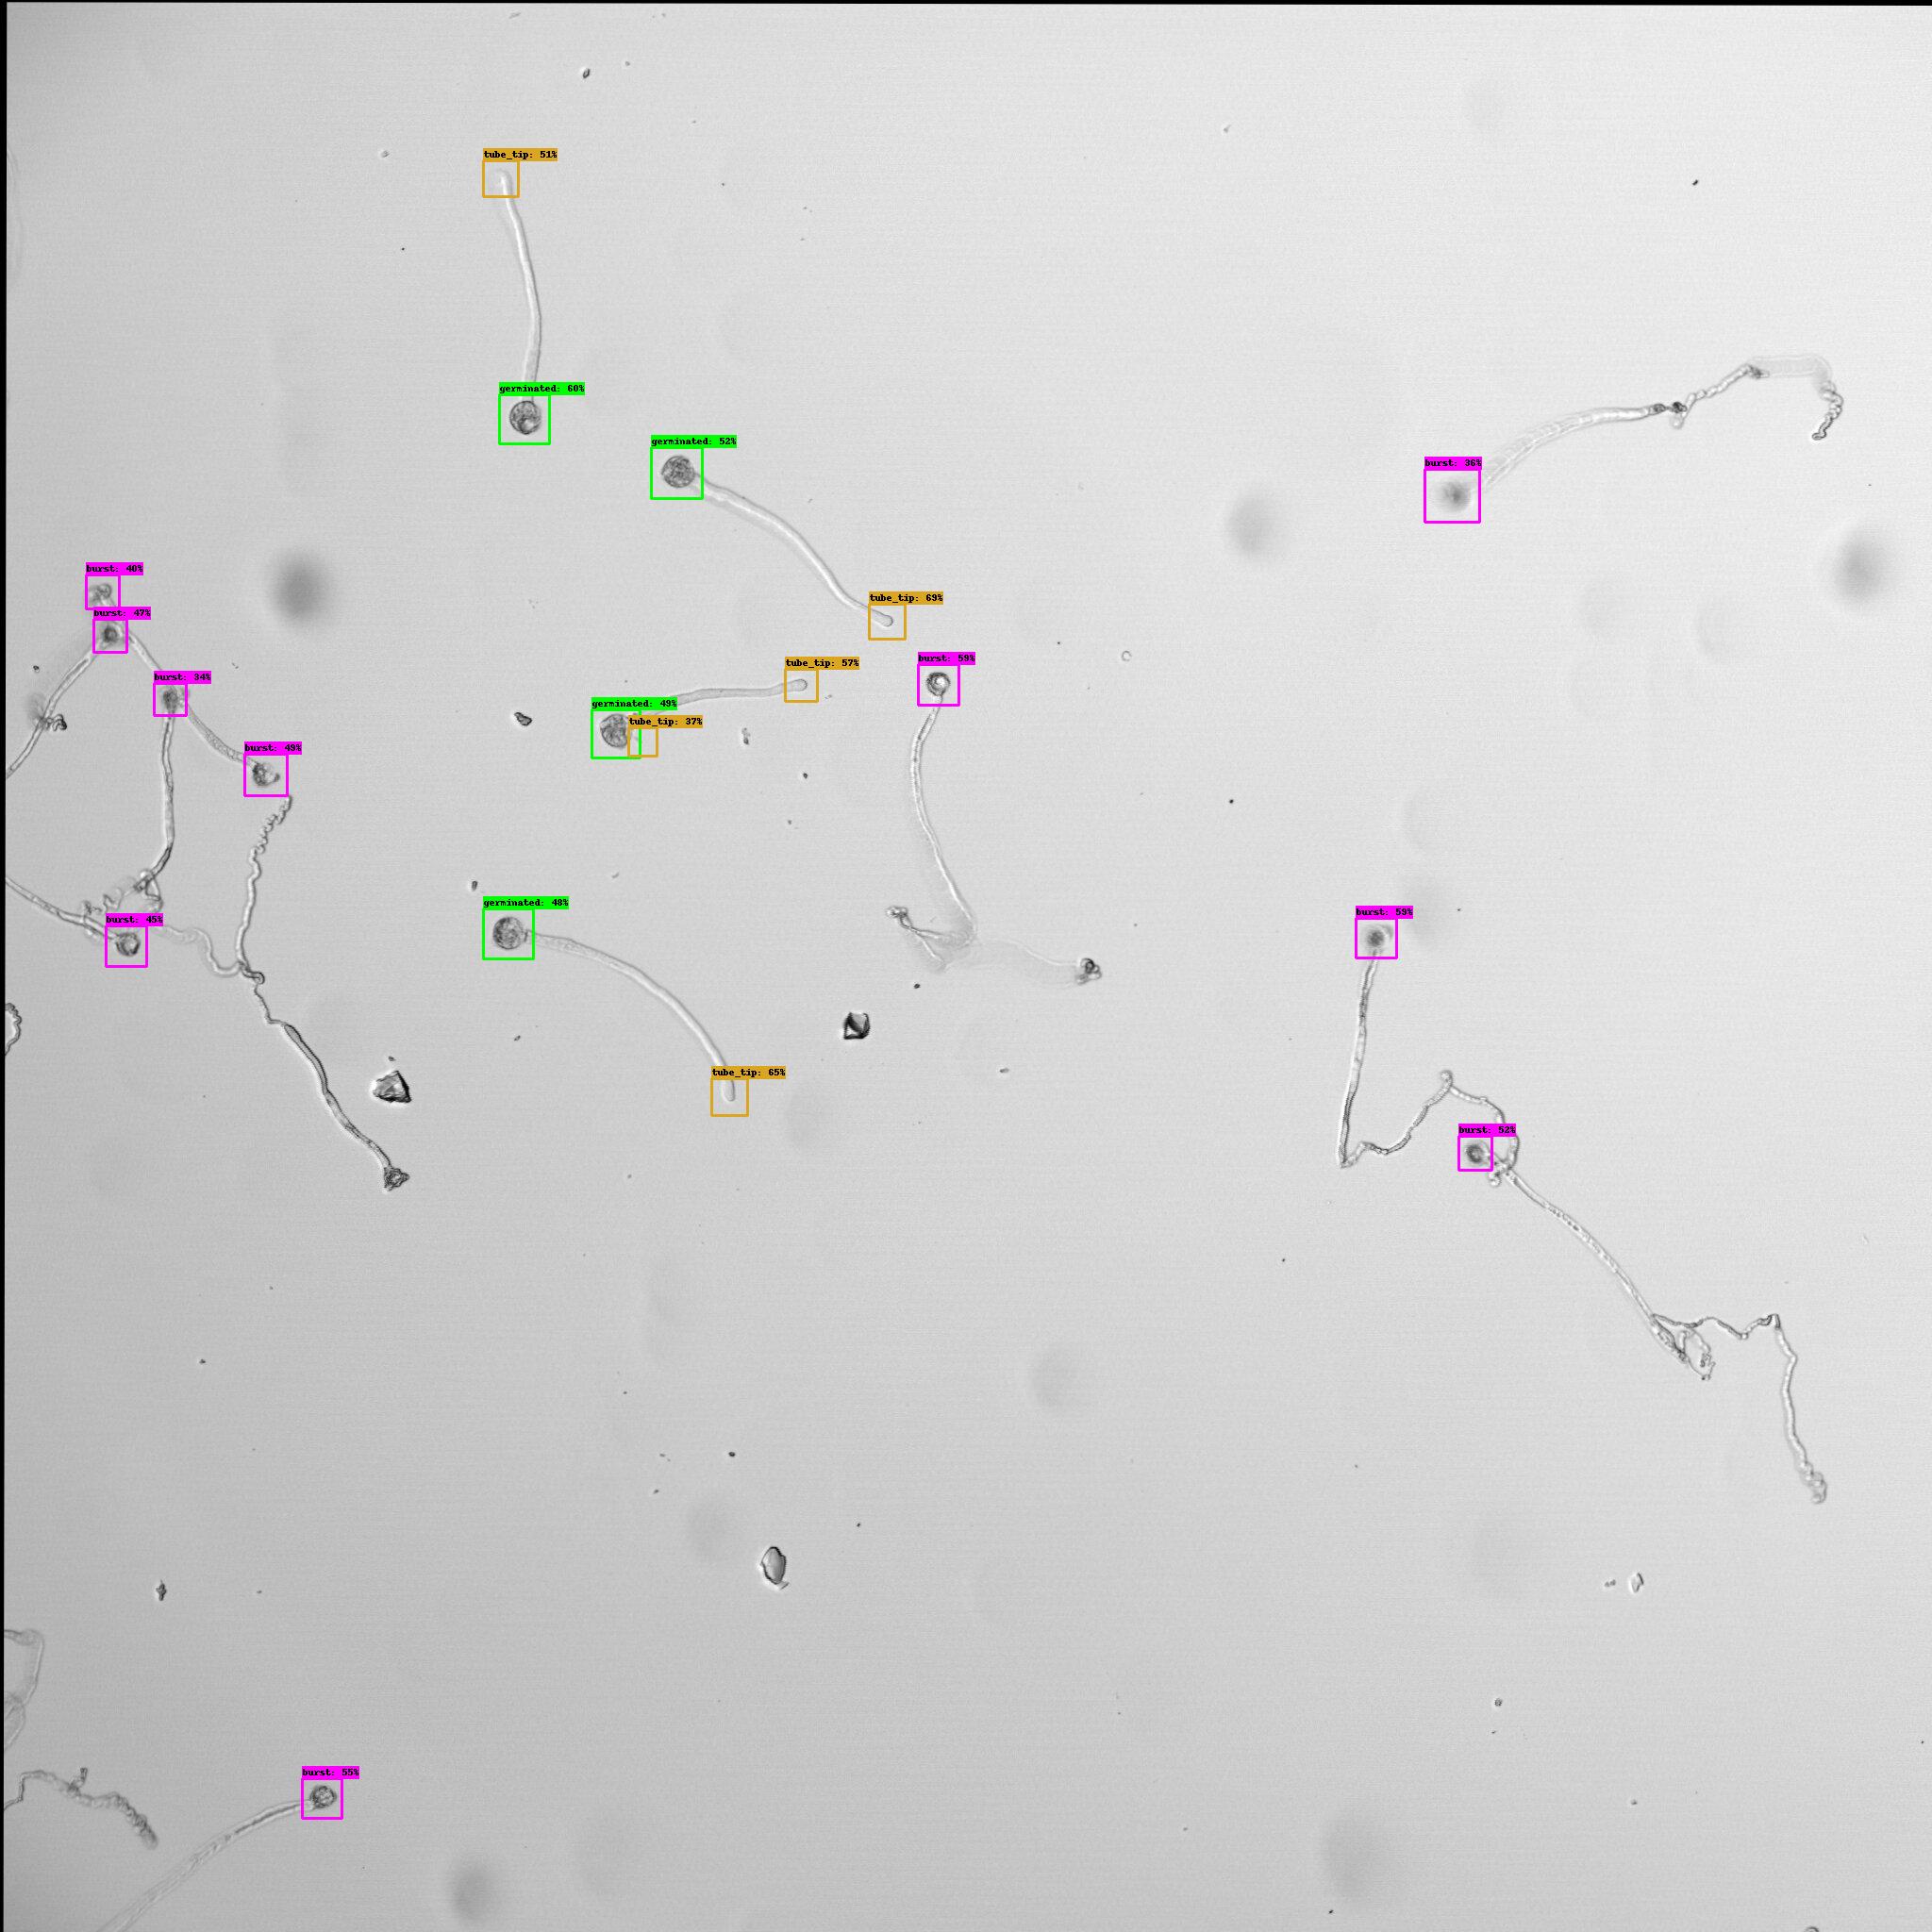 tube_tip: 51%
germinated: 60%
germinated: 52%
burst: 36%
burst: 40%
tube_tip: 69%
burst: 47%
burst: 59%
tube_tip: 57%
burst: 34%
germinated: 49%
tube_tip: 37%
burst: 49%
germinated: 48%
burst: 59%
burst: 45%
tube_tip: 65%
burst: 52%
burst: 55%